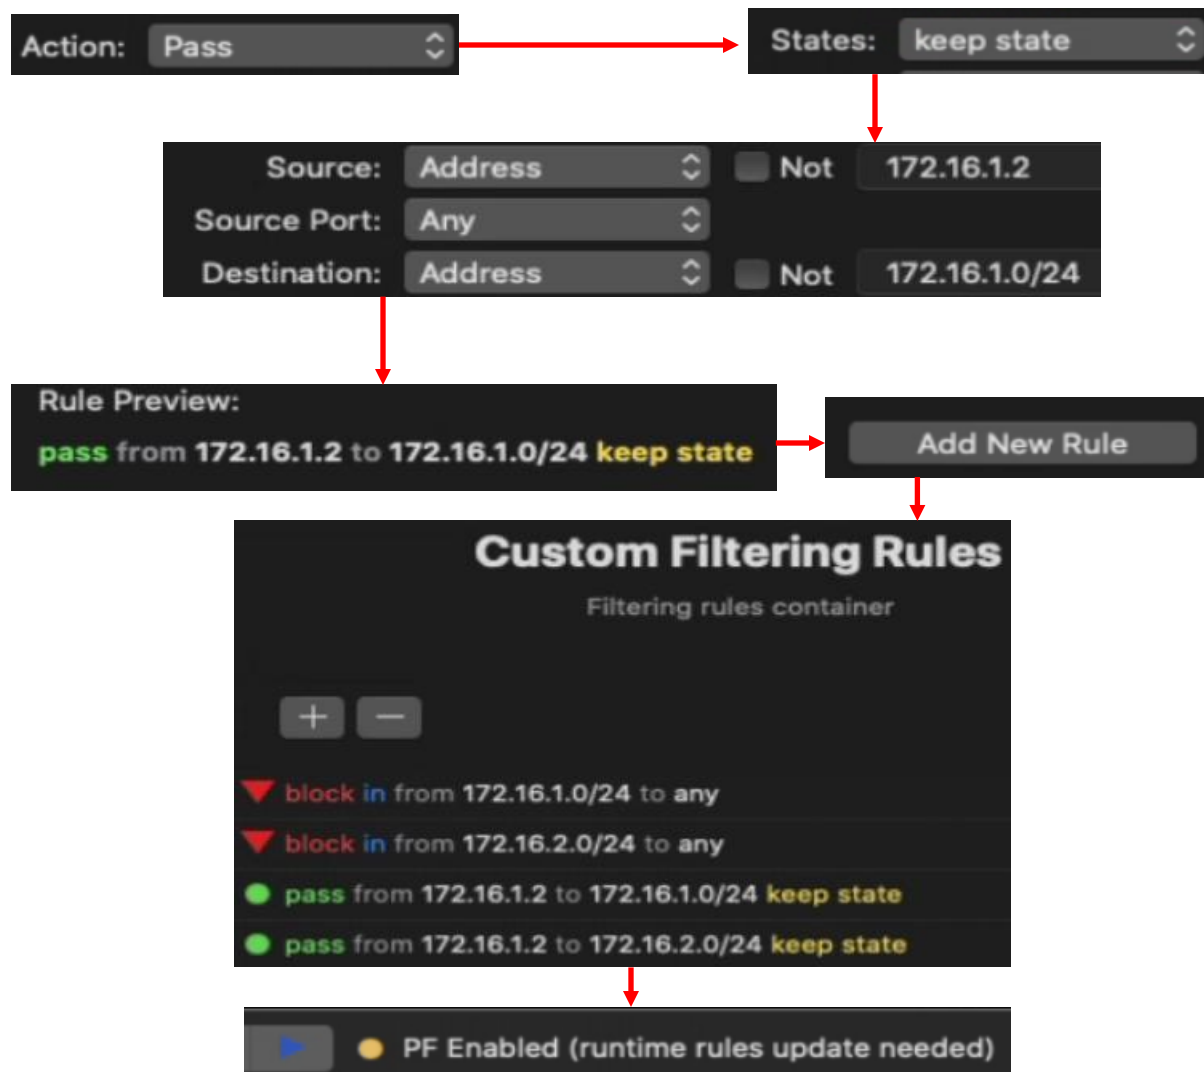 Action: Pass
States: keep state
Source: Address Not 172.16.1.2
Source Port: Any
Destination: Address Not 172.16.1.0/24
Rule Preview:
pass from 172.16.1.2 to 172.16.1.0/24 keep state
Add New Rule
Custom Filtering Rules
Filtering rules container
block in from 172.16.1.0/24 to any
block in from 172.16.2.0/24 to any
pass from 172.16.1.2 to 172.16.1.0/24 keep state
pass from 172.16.1.2 to 172.16.2.0/24 keep state
PF Enabled (runtime rules update needed)